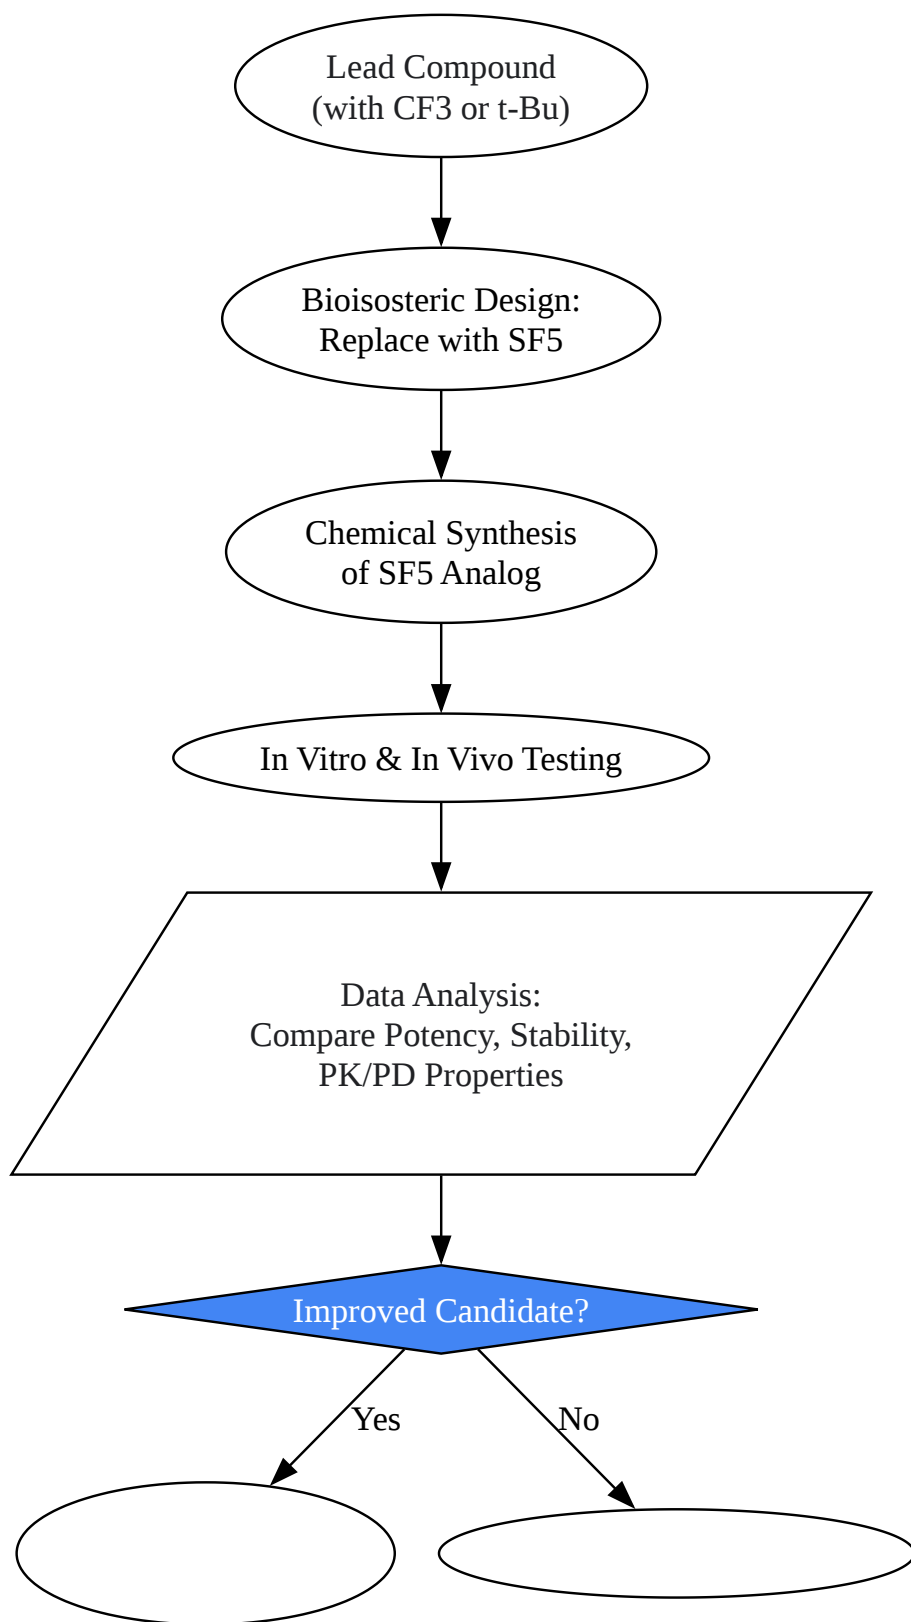 Lead Compound
(with CF3 or t-Bu)
Bioisosteric Design:
Replace with SF5
Chemical Synthesis
of SF5 Analog
In Vitro & In Vivo Testing
Data Analysis:
Compare Potency, Stability,
PK/PD Properties
Improved Candidate?
Yes
No